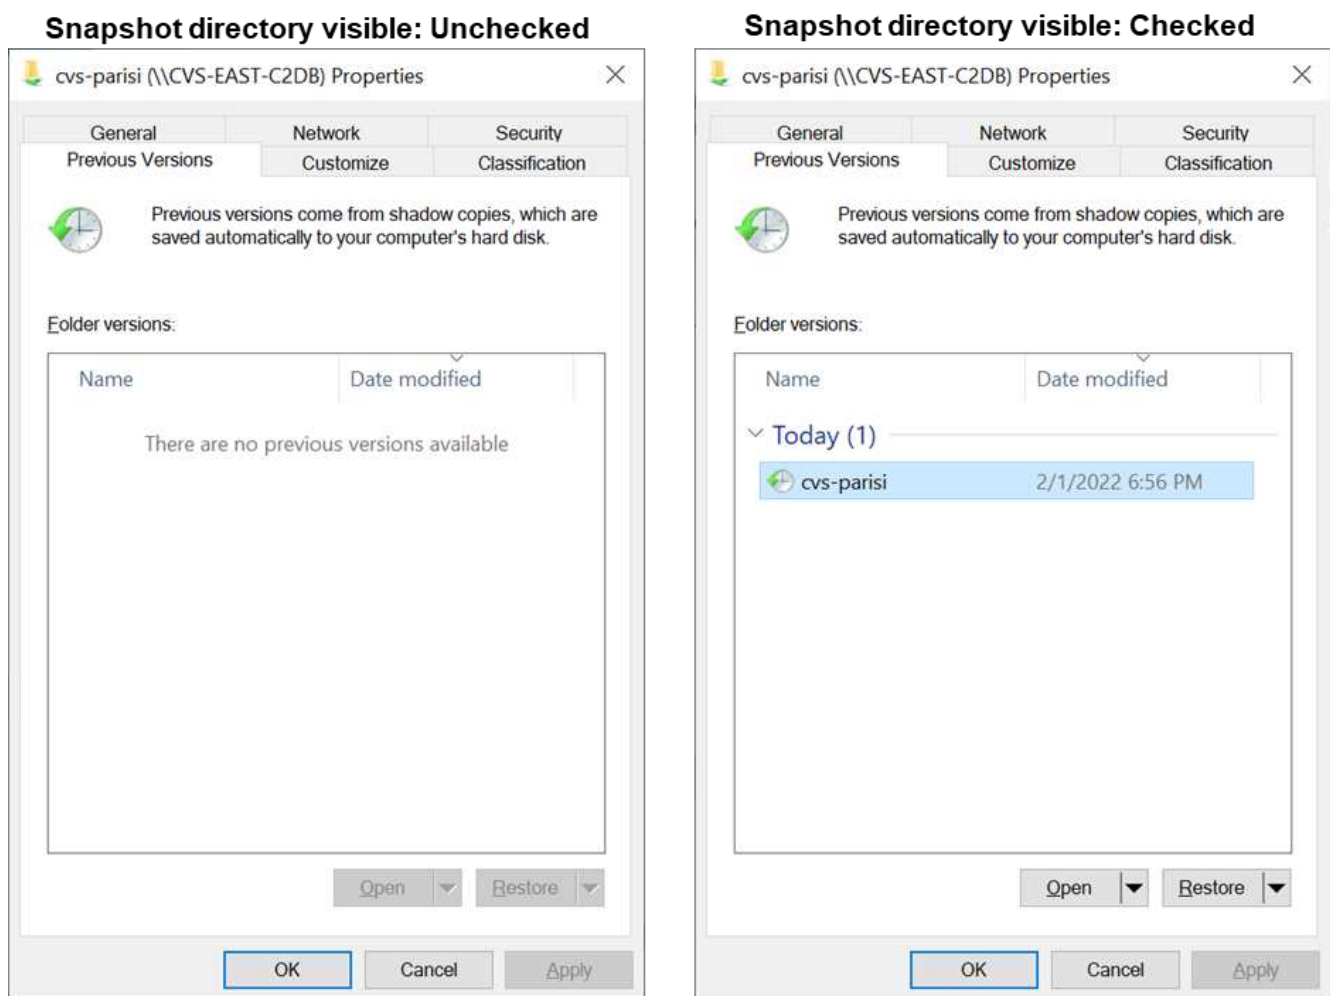 Snapshot directory visible: Unchecked
cvs-parisi (\\CVS-EAST-C2DB) Properties
General Network Security
Previous Versions Customize Classification
Previous versions come from shadow copies, which are
saved automatically to your computer's hard disk.
Folder versions:
Name Date modified
There are no previous versions available
Open Restore
OK Cancel Apply
Snapshot directory visible: Checked
cvs-parisi (\\CVS-EAST-C2DB) Properties
General Network Security
Previous Versions Customize Classification
Previous versions come from shadow copies, which are
saved automatically to your computer's hard disk.
Folder versions:
Name Date modified
Today (1)
cvs-parisi 2/1/2022 6:56 PM
Open Restore
OK Cancel Apply